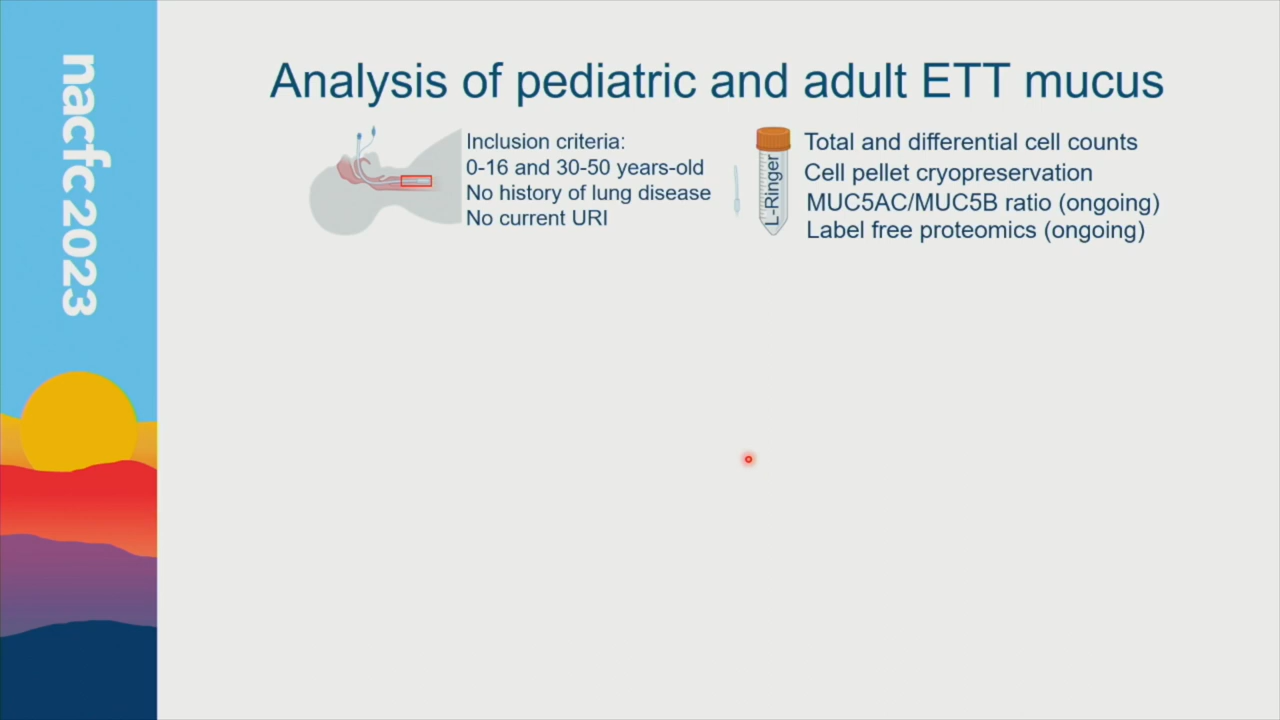 nacfc2023
Analysis of pediatric and adult ETT mucus
Inclusion criteria:
0-16 and 30-50 years-old
No history of lung disease
No current URI
L-Ringer
Total and differential cell counts
Cell pellet cryopreservation
MUC5AC/MUC5B ratio (ongoing)
Label free proteomics (ongoing)